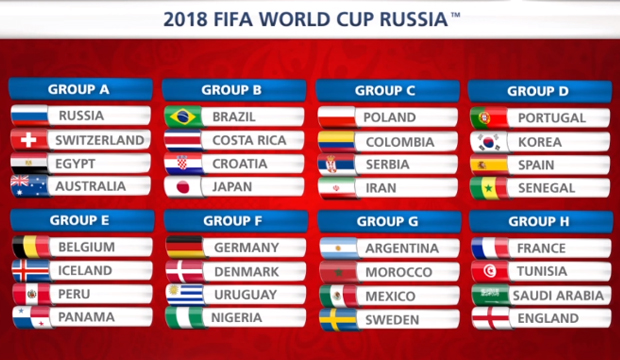 2018 FIFA WORLD CUP RUSSIA™
GROUP A
RUSSIA
SWITZERLAND
EGYPT
AUSTRALIA
GROUP B
BRAZIL
COSTA RICA
CROATIA
JAPAN
GROUP C
POLAND
COLOMBIA
SERBIA
IRAN
GROUP D
PORTUGAL
KOREA
SPAIN
SENEGAL
GROUP E
BELGIUM
ICELAND
PERU
PANAMA
GROUP F
GERMANY
DENMARK
URUGUAY
NIGERIA
GROUP G
ARGENTINA
MOROCCO
MEXICO
SWEDEN
GROUP H
FRANCE
TUNISIA
SAUDI ARABIA
ENGLAND